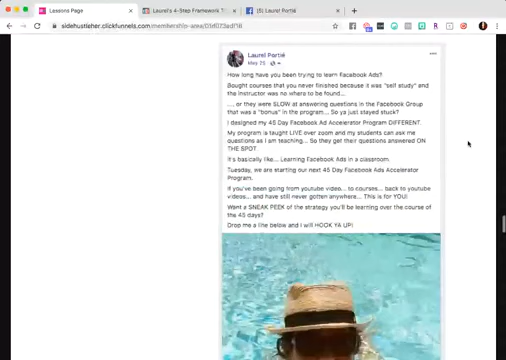 Lessons Page
Laurel's 4-Step Framework T
(5) Laurel Portié
sidehustleher.clickfunnels.com/membership-area/
Laurel Portié
May 25
How long have you been trying to learn Facebook Ads?
Bought courses that you never finished because it was "self study" and
the instructor was no where to be found...
..., or they were SLOW at answering questions in the Facebook Group
that was a "bonus" in the program... So ya just stayed stuck?
I designed my 45 Day Facebook Ad Accelerator Program DIFFERENT.
My program is taught LIVE over zoom and my students can ask me
questions as I am teaching... So they get their questions answered ON
THE SPOT.
It's basically like... Learning Facebook Ads in a classroom.
Tuesday, we are starting our next 45 Day Facebook Ads Accelerator
Program.
If you've been going from youtube video... to courses... back to youtube
videos... and have still never gotten anywhere... This is for YOU!
Want a SNEAK PEEK of the strategy you'll be learning over the course of
the 45 days?
Drop me a line below and I will HOOK YA UP!